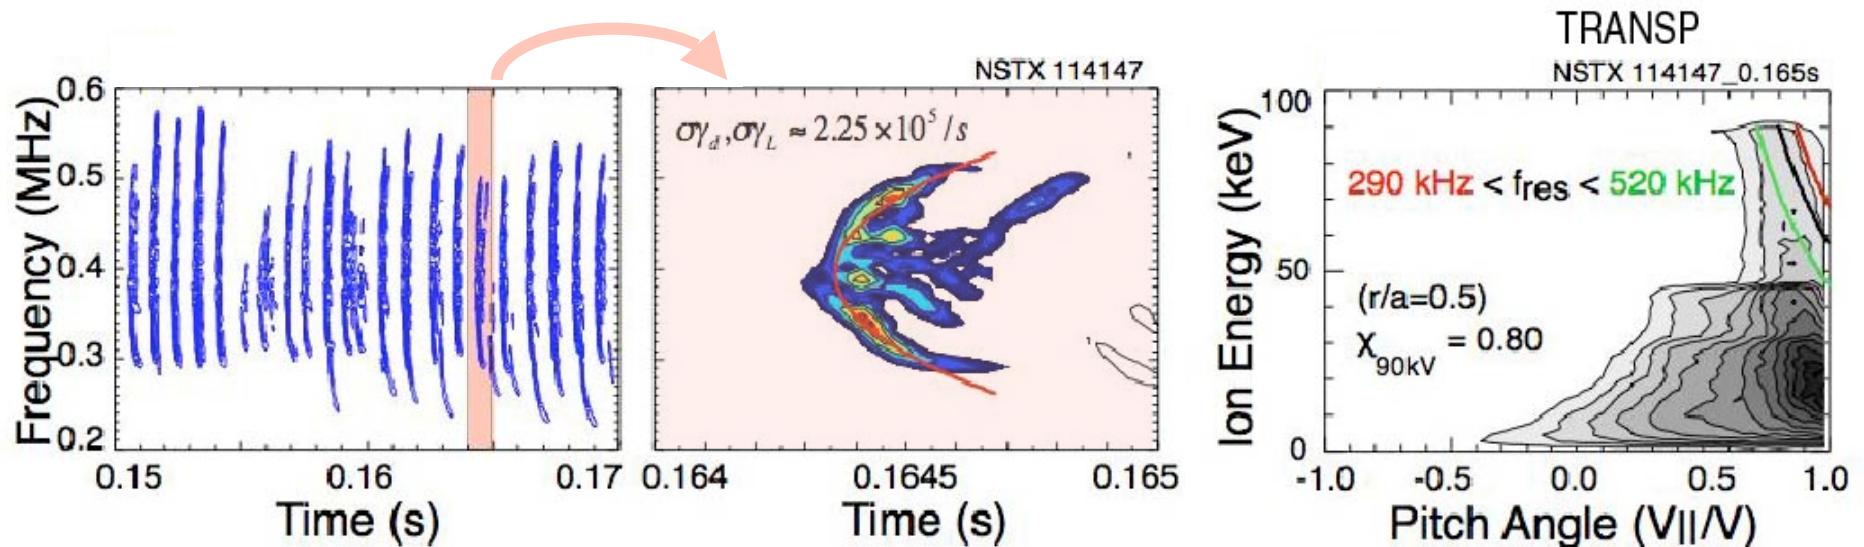 Frequency (MHz)
0.6
0.5
0.4
0.3
0.2
0.15
0.16
0.17
Time (s)
NSTX 114147
σγd,σγL ≈ 2.25×10⁵/s
0.164
0.1645
0.165
Time (s)
TRANSP
NSTX 114147_0.165s
Ion Energy (keV)
100
50
0
290 kHz < fres < 520 kHz
(r/a=0.5)
χ90kV = 0.80
-1.0
-0.5
0.0
0.5
1.0
Pitch Angle (V||/V)